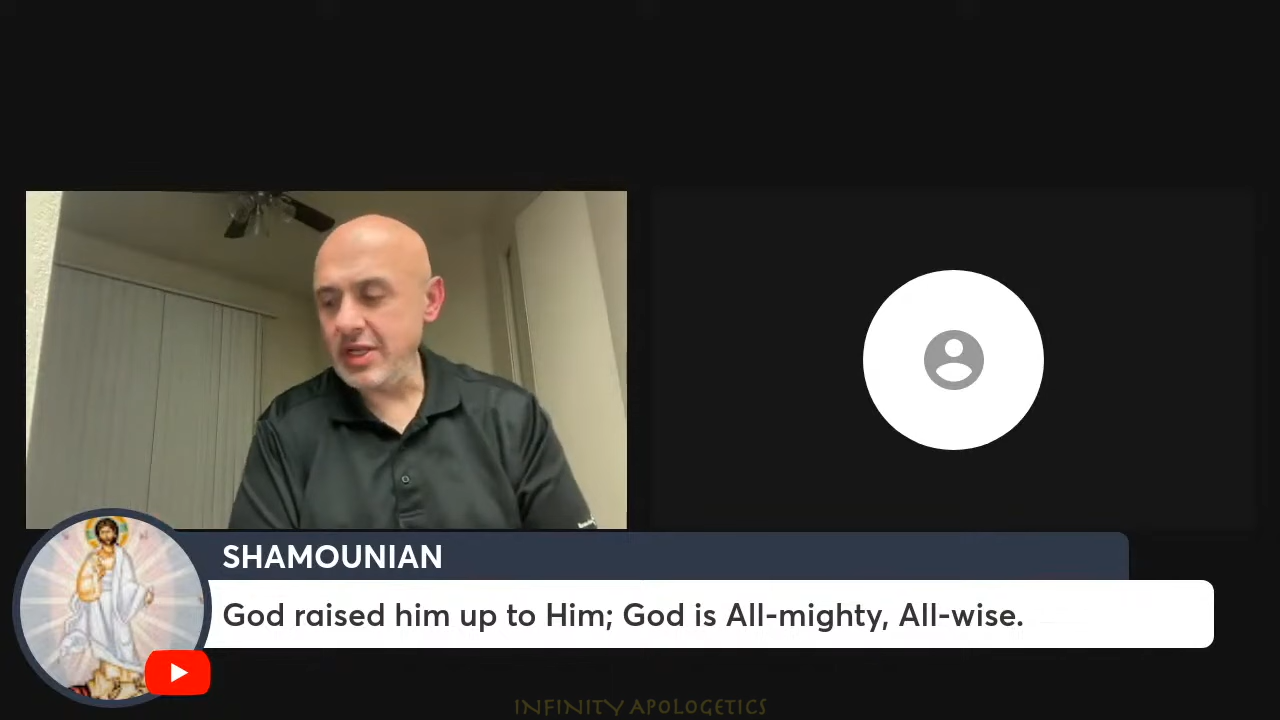 SHAMOUNIAN
God raised him up to Him; God is All-mighty, All-wise.
INFINITY APOLOGETICS